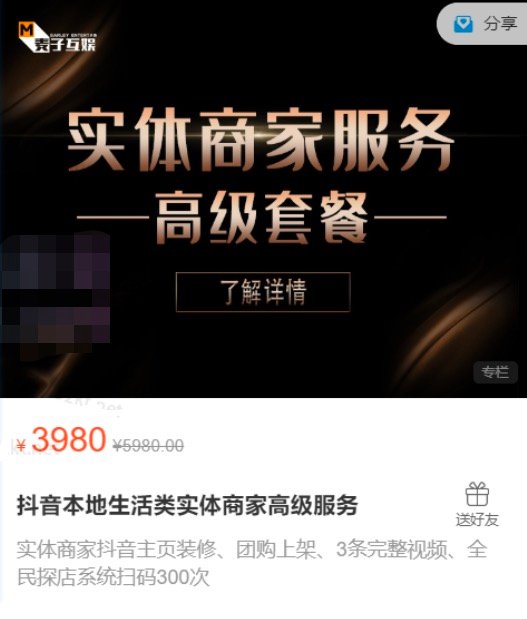 分享
M
BARLEY ENTERTAIN
麦子互娱
实体商家服务
高级套餐
了解详情
专栏
¥ 3980 ¥5980.00
抖音本地生活类实体商家高级服务
送好友
实体商家抖音主页装修、团购上架、3条完整视频、全
民探店系统扫码300次